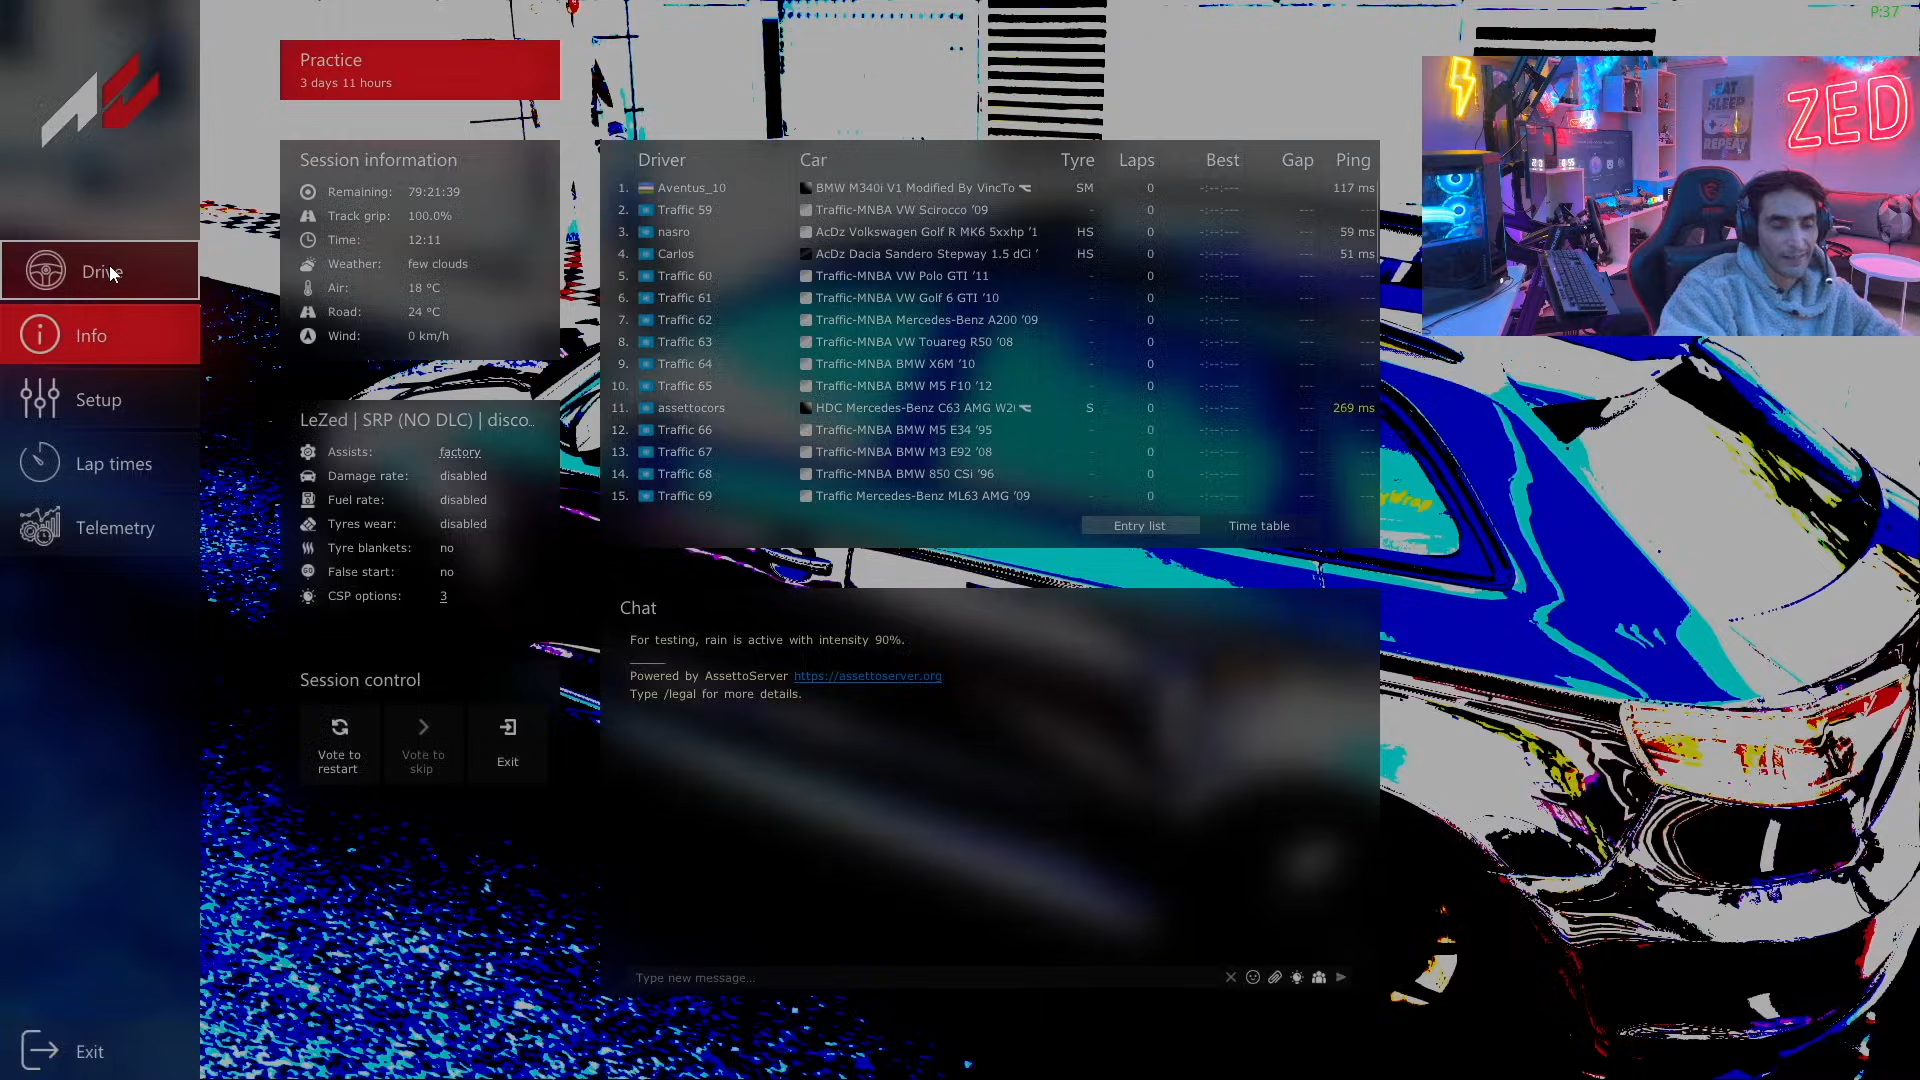 P:37
Practice
3 days 11 hours
EAT
SLEEP
REPEAT
ZED
Session information
Remaining: 79:21:39
Track grip: 100.0%
Time: 12:11
Weather: few clouds
Air: 18 °C
Road: 24 °C
Wind: 0 km/h
Drive
Info
Setup
Lap times
Telemetry
Exit
LeZed | SRP (NO DLC) | disco...
Assists: factory
Damage rate: disabled
Fuel rate: disabled
Tyres wear: disabled
Tyre blankets: no
False start: no
CSP options: 3
Session control
Vote to restart
Vote to skip
Exit
Driver Car Tyre Laps Best Gap Ping
1. Aventus_10 BMW M340i V1 Modified By VincTo SM 0 -:--:--- 117 ms
2. Traffic 59 Traffic-MNBA VW Scirocco '09 - 0 -:--:--- --- ---
3. nasro AcDz Volkswagen Golf R MK6 5xxhp '1 HS 0 -:--:--- --- 59 ms
4. Carlos AcDz Dacia Sandero Stepway 1.5 dCi ' HS 0 -:--:--- --- 51 ms
5. Traffic 60 Traffic-MNBA VW Polo GTI '11 - 0 -:--:--- --- ---
6. Traffic 61 Traffic-MNBA VW Golf 6 GTI '10 - 0 -:--:--- --- ---
7. Traffic 62 Traffic-MNBA Mercedes-Benz A200 '09 - 0 -:--:--- --- ---
8. Traffic 63 Traffic-MNBA VW Touareg R50 '08 - 0 -:--:--- --- ---
9. Traffic 64 Traffic-MNBA BMW X6M '10 - 0 -:--:--- --- ---
10. Traffic 65 Traffic-MNBA BMW M5 F10 '12 - 0 -:--:--- --- ---
11. assettocors HDC Mercedes-Benz C63 AMG W2 S 0 -:--:--- --- 269 ms
12. Traffic 66 Traffic-MNBA BMW M5 E34 '95 - 0 -:--:--- --- ---
13. Traffic 67 Traffic-MNBA BMW M3 E92 '08 - 0 -:--:--- --- ---
14. Traffic 68 Traffic-MNBA BMW 850 CSi '96 - 0 -:--:--- --- ---
15. Traffic 69 Traffic Mercedes-Benz ML63 AMG '09 - 0 -:--:--- --- ---
Entry list Time table
Chat
For testing, rain is active with intensity 90%.
_____
Powered by AssettoServer https://assettoserver.org
Type /legal for more details.
Type new message...